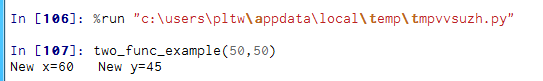 In [106]: %run "c:\users\pltw\appdata\local\temp\tmpvvsuzh.py"
In [107]: two_func_example(50,50)
New x=60   New y=45